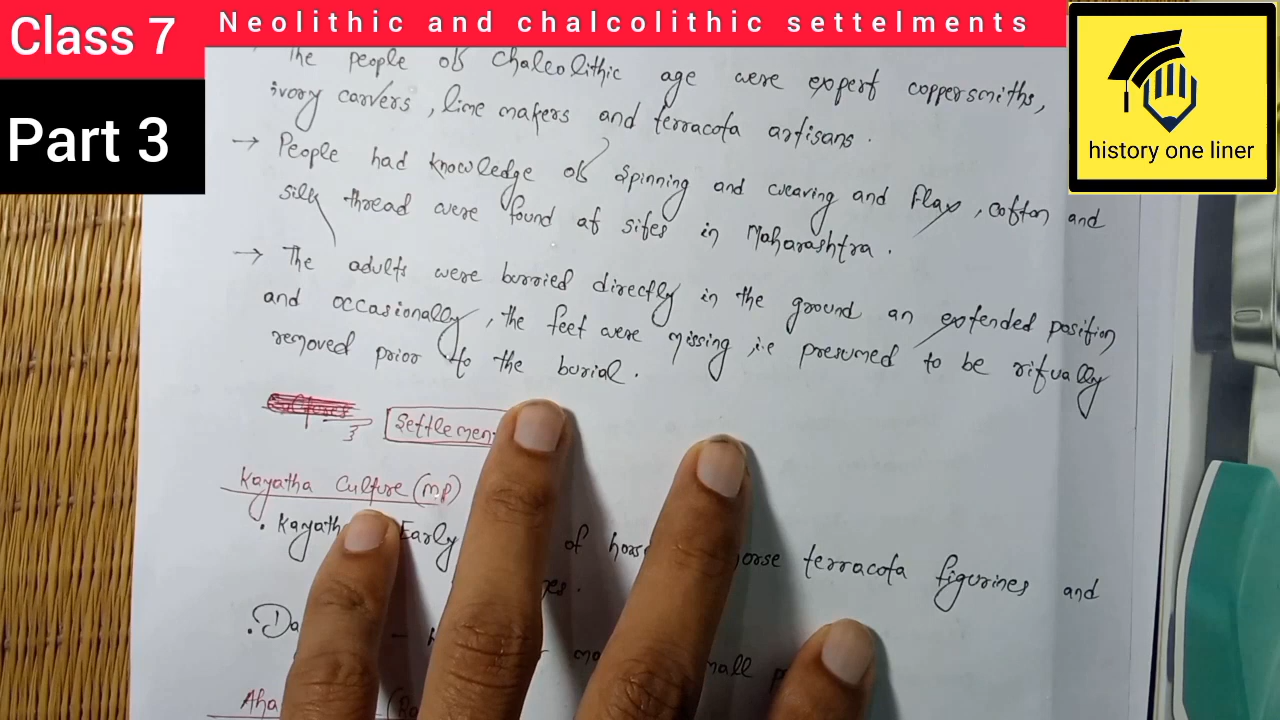 Class 7
Neolithic and chalcolithic settelments
Part 3
history one liner
The people of Chalcolithic age were expert coppersmiths,
ivory carvers, lime makers and terracota artisans.
→ People had knowledge of spinning and weaving and Flax, cotton and
silk thread were found at sites in Maharashtra.
→ The adults were burried directly in the ground an extended position
and occasionally, the feet were missing, i.e presumed to be ritually
removed prior to the burial.
Settlemen
Kayatha Culture (MP)
. Kayath Early of horse terracota figurines and
.